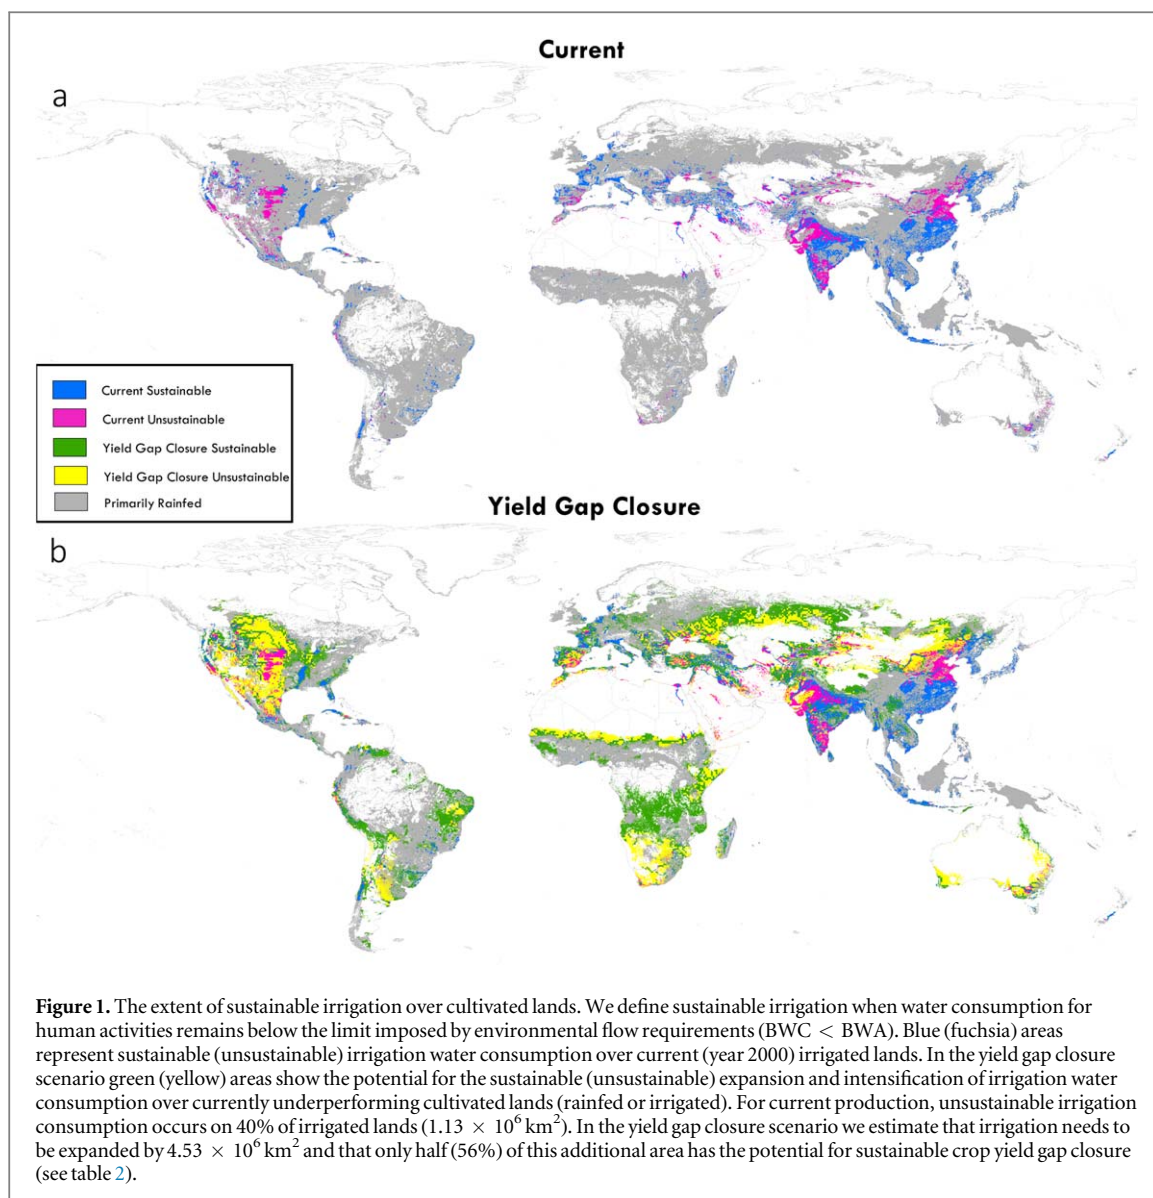 Current
a
Current Sustainable
Current Unsustainable
Yield Gap Closure Sustainable
Yield Gap Closure Unsustainable
Primarily Rainfed
Yield Gap Closure
b
Figure 1. The extent of sustainable irrigation over cultivated lands. We define sustainable irrigation when water consumption for
human activities remains below the limit imposed by environmental flow requirements (BWC < BWA). Blue (fuchsia) areas
represent sustainable (unsustainable) irrigation water consumption over current (year 2000) irrigated lands. In the yield gap closure
scenario green (yellow) areas show the potential for the sustainable (unsustainable) expansion and intensification of irrigation water
consumption over currently underperforming cultivated lands (rainfed or irrigated). For current production, unsustainable irrigation
consumption occurs on 40% of irrigated lands (1.13 × 10⁶ km²). In the yield gap closure scenario we estimate that irrigation needs to
be expanded by 4.53 × 10⁶ km² and that only half (56%) of this additional area has the potential for sustainable crop yield gap closure
(see table 2).